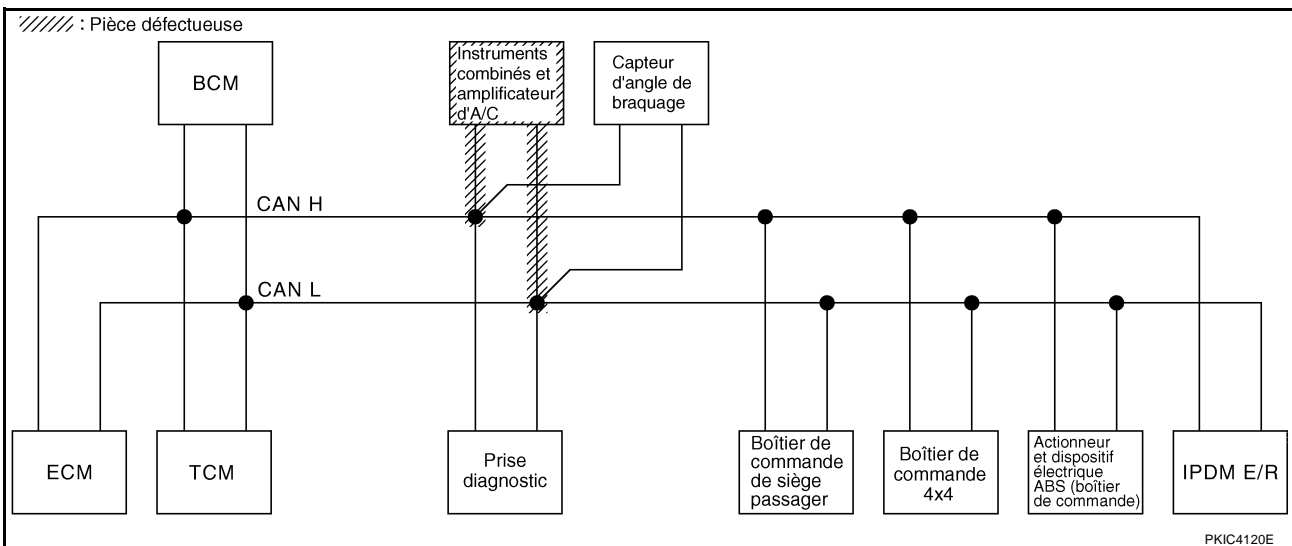 : Pièce défectueuse
BCM
Instruments
combinés et
amplificateur
d'A/C
Capteur
d'angle de
braquage
CAN H
CAN L
ECM
TCM
Prise
diagnostic
Boîtier de
commande
de siège
passager
Boîtier de
commande
4x4
Actionneur
et dispositif
électrique
ABS (boîtier
de commande)
IPDM E/R
PKIC4120E